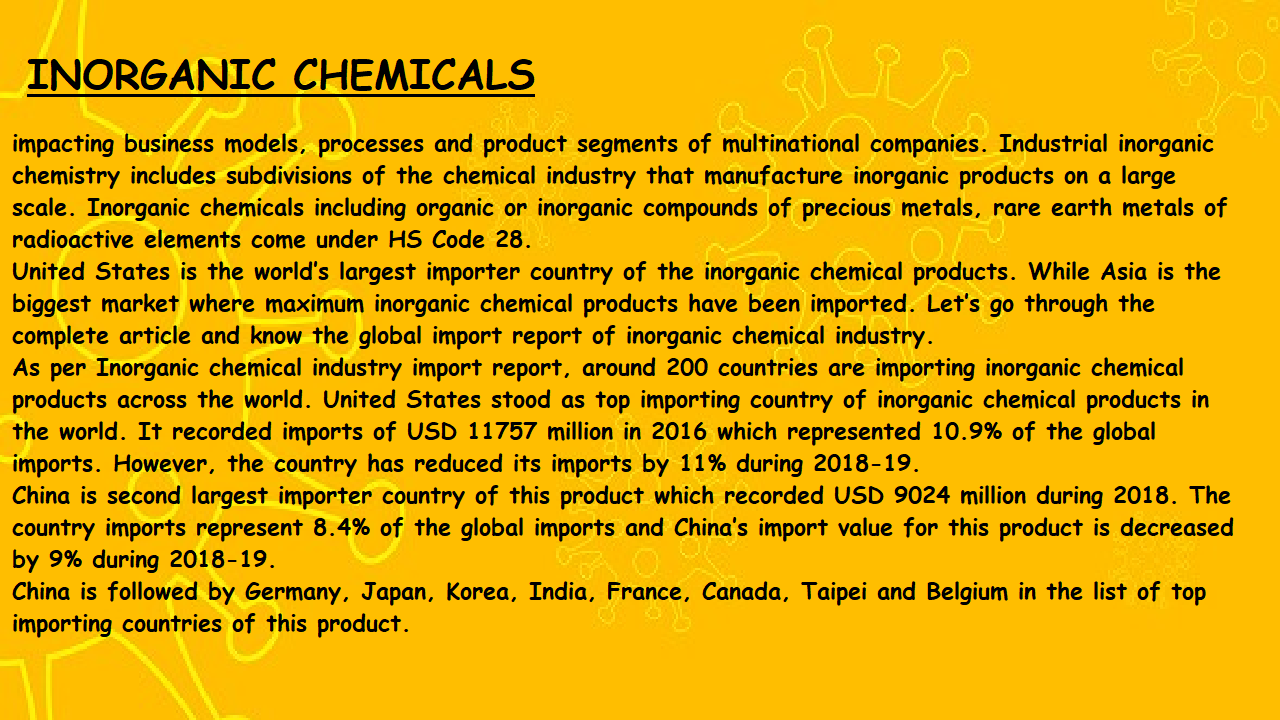 INORGANIC CHEMICALS
impacting business models, processes and product segments of multinational companies. Industrial inorganic
chemistry includes subdivisions of the chemical industry that manufacture inorganic products on a large
scale. Inorganic chemicals including organic or inorganic compounds of precious metals, rare earth metals of
radioactive elements come under HS Code 28.
United States is the world's largest importer country of the inorganic chemical products. While Asia is the
biggest market where maximum inorganic chemical products have been imported. Let's go through the
complete article and know the global import report of inorganic chemical industry.
As per Inorganic chemical industry import report, around 200 countries are importing inorganic chemical
products across the world. United States stood as top importing country of inorganic chemical products in
the world. It recorded imports of USD 11757 million in 2016 which represented 10.9% of the global
imports. However, the country has reduced its imports by 11% during 2018-19.
China is second largest importer country of this product which recorded USD 9024 million during 2018. The
country imports represent 8.4% of the global imports and China's import value for this product is decreased
by 9% during 2018-19.
China is followed by Germany, Japan, Korea, India, France, Canada, Taipei and Belgium in the list of top
importing countries of this product.